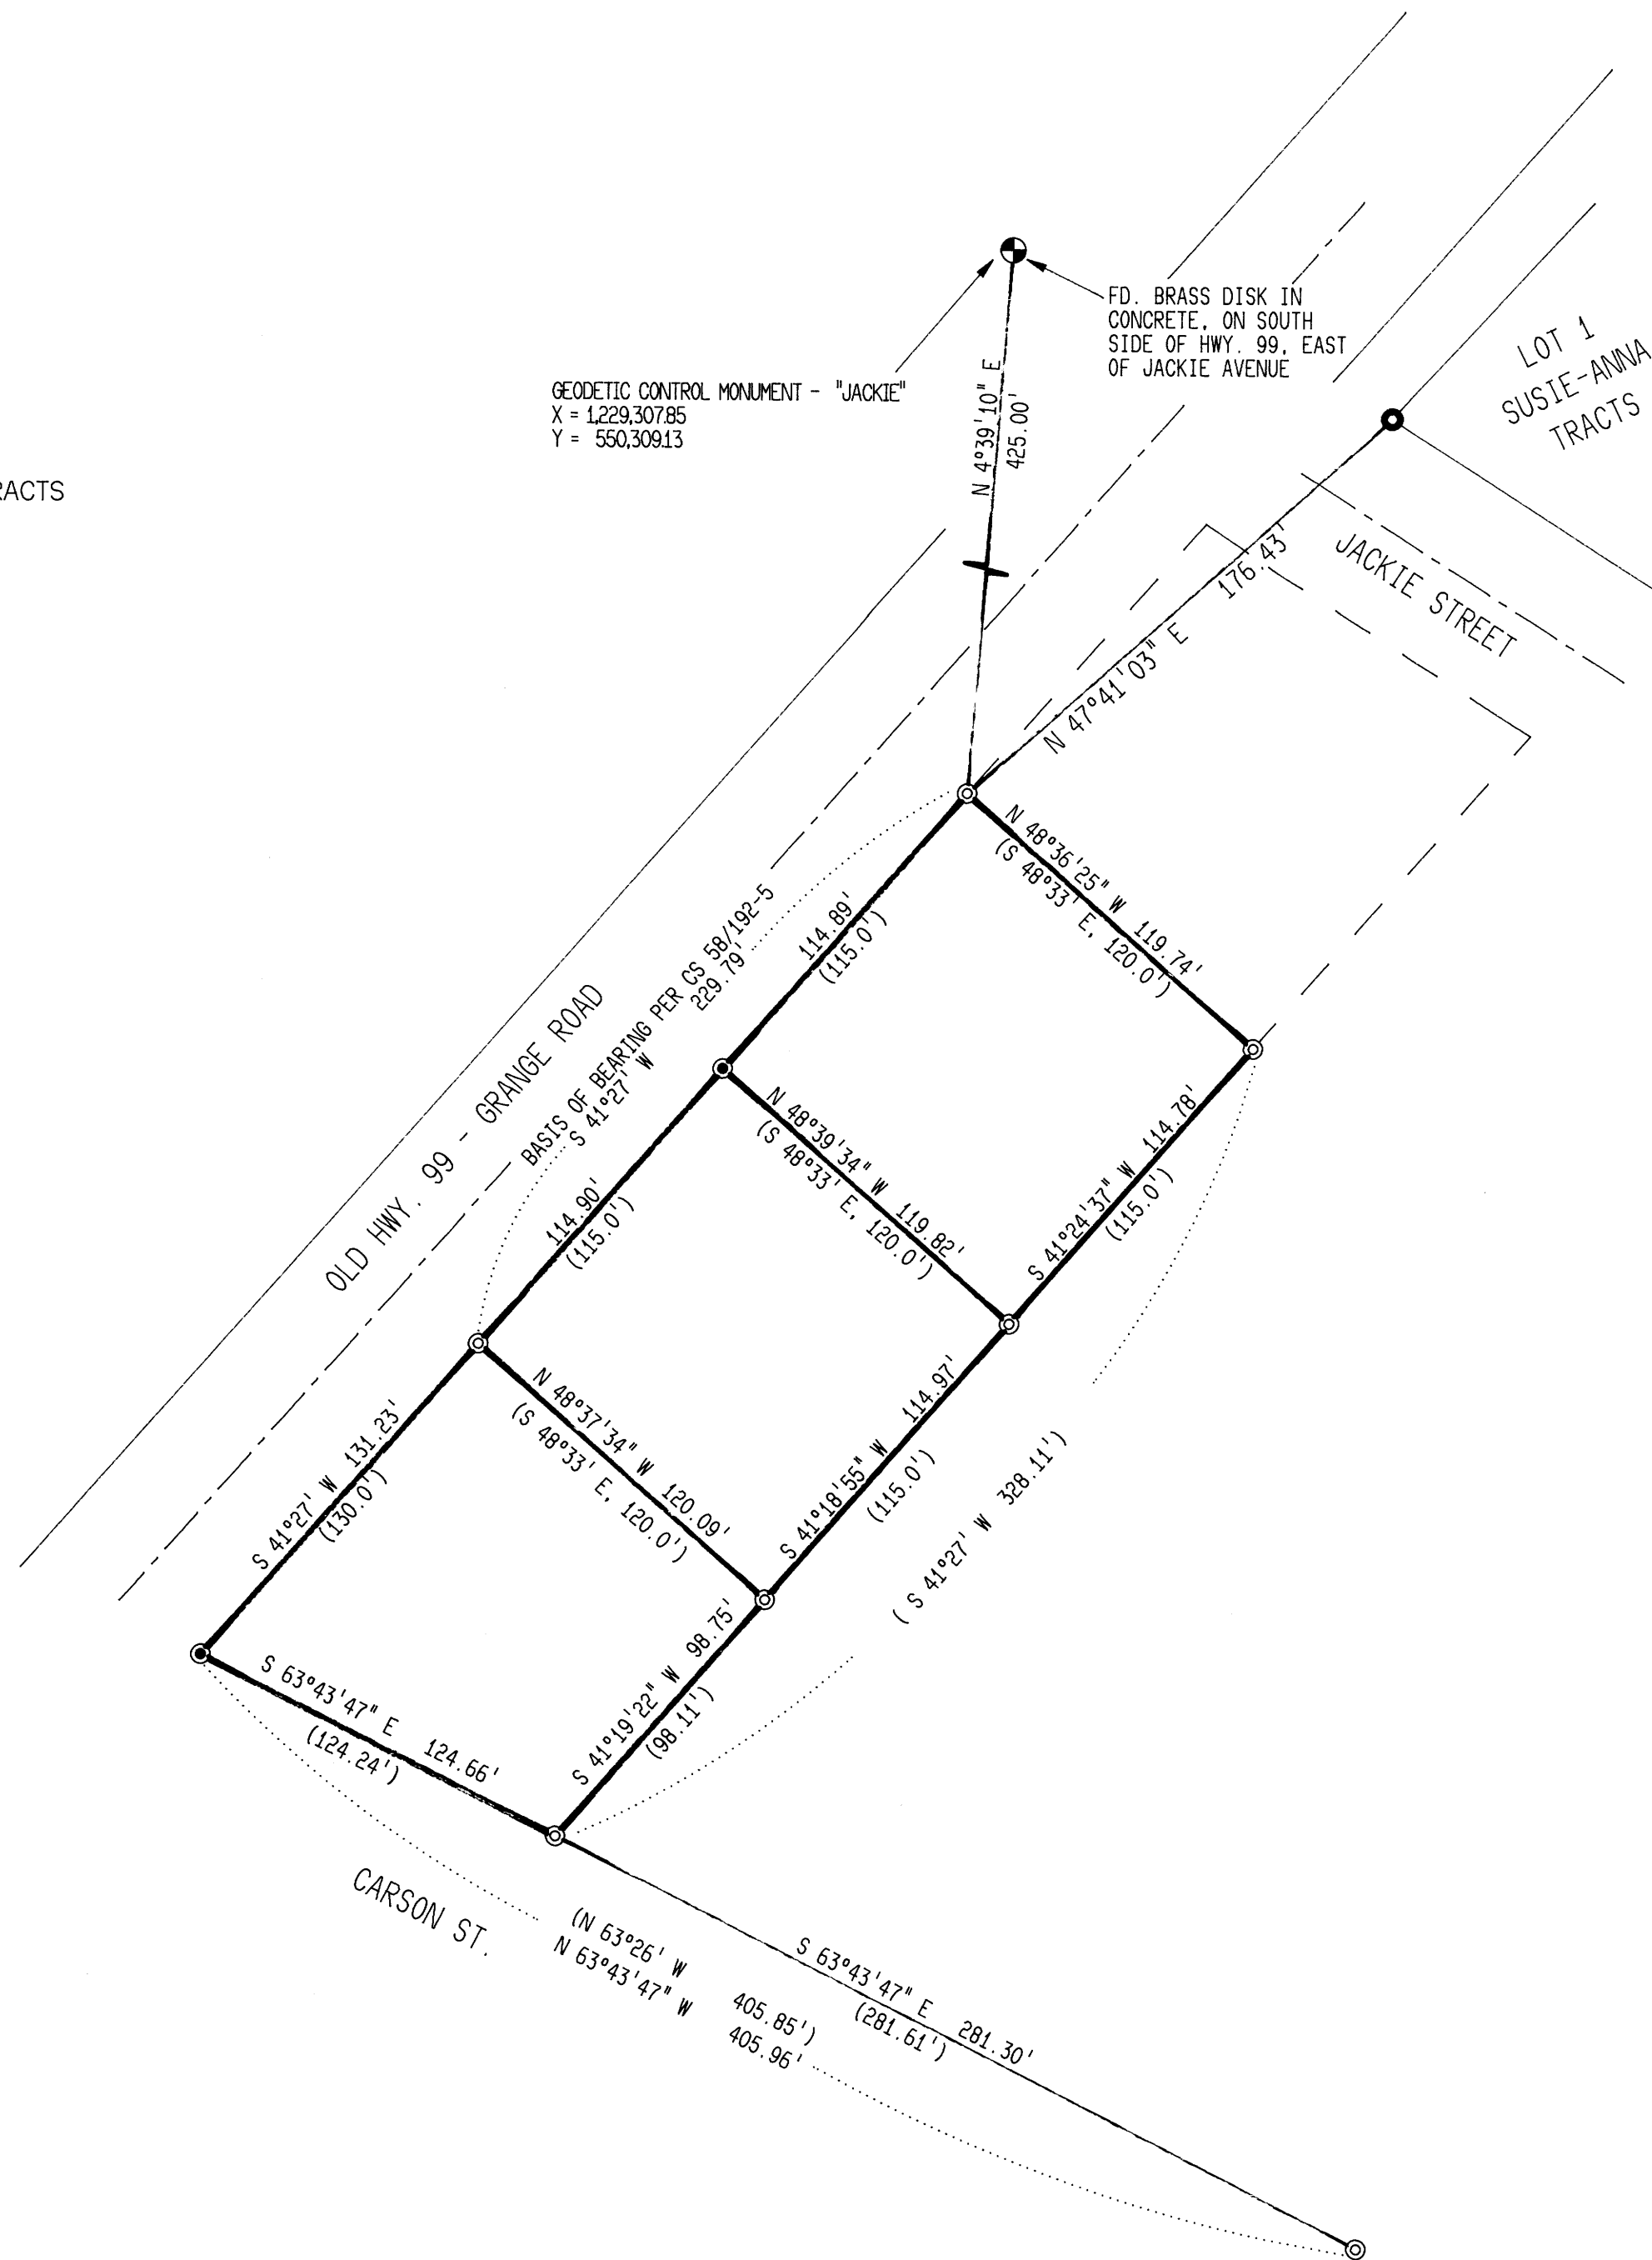 FD. BRASS DISK IN
CONCRETE, ON SOUTH
SIDE OF HWY. 99, EAST
OF JACKIE AVENUE
LOT 1
SUSIE-ANNA
TRACTS
GEODETIC CONTROL MONUMENT - "JACKIE"
X = 1,229,307.85
Y = 550,309.13
N 4°39'10" E
425.00'
RACTS
JACKIE STREET
176.43'
N 47°41'03" E
N 48°36'25" W 119.74'
(S 48°33' E, 120.0')
114.89'
(115.0')
BASIS OF BEARING PER CS 58/192-5
229.79'
S 41°27' W
OLD HWY. 99 - GRANGE ROAD
N 48°39'34" W 119.82'
(S 48°33' E, 120.0')
S 41°24'37" W 114.78'
(115.0')
114.90'
(115.0')
N 48°37'34" W 120.09'
(S 48°33' E, 120.0')
S 41°18'55" W 114.97'
(115.0')
( S 41°27' W 328.11')
S 41°27' W 131.23'
(130.0')
S 41°19'22" W 98.75'
(98.11')
S 63°43'47" E 124.66'
(124.24')
CARSON ST.
(N 63°26' W 405.85')
N 63°43'47" W 405.96'
S 63°43'47" E 281.30'
(281.61')